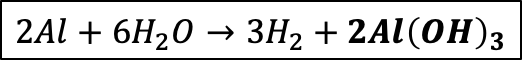 2Al + 6H₂O → 3H₂ + 2Al(OH)₃